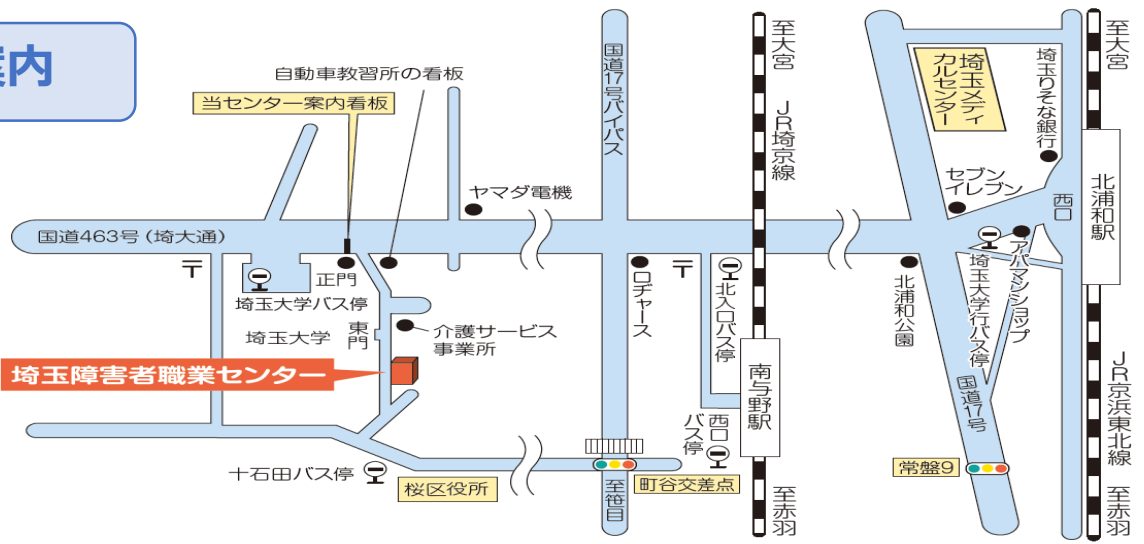 案内
自動車教習所の看板
当センター案内看板
国道17号バイパス
至大宮
JR埼京線
埼玉メディ
カルセンター
埼玉りそな銀行
至大宮
ヤマダ電機
セブン
イレブン
西口
北浦和駅
国道463号（埼大通）
〒
正門
埼玉大学バス停
ロヂャース
〒
北入口バス停
北浦和公園
埼玉大学行バス停
アパマンショップ
埼玉大学
東門
介護サービス
事業所
埼玉障害者職業センター
南与野駅
国道17号
JR京浜東北線
西口
バス停
十石田バス停
桜区役所
至笹目
町谷交差点
至赤羽
常盤9
至赤羽